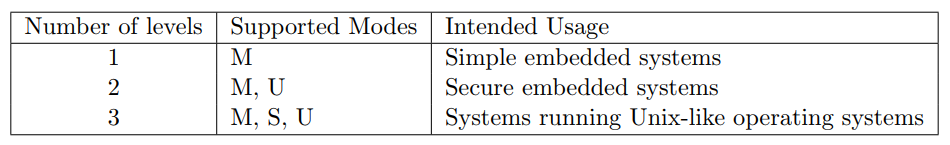 Number of levels Supported Modes Intended Usage
1 M Simple embedded systems
2 M, U Secure embedded systems
3 M, S, U Systems running Unix-like operating systems